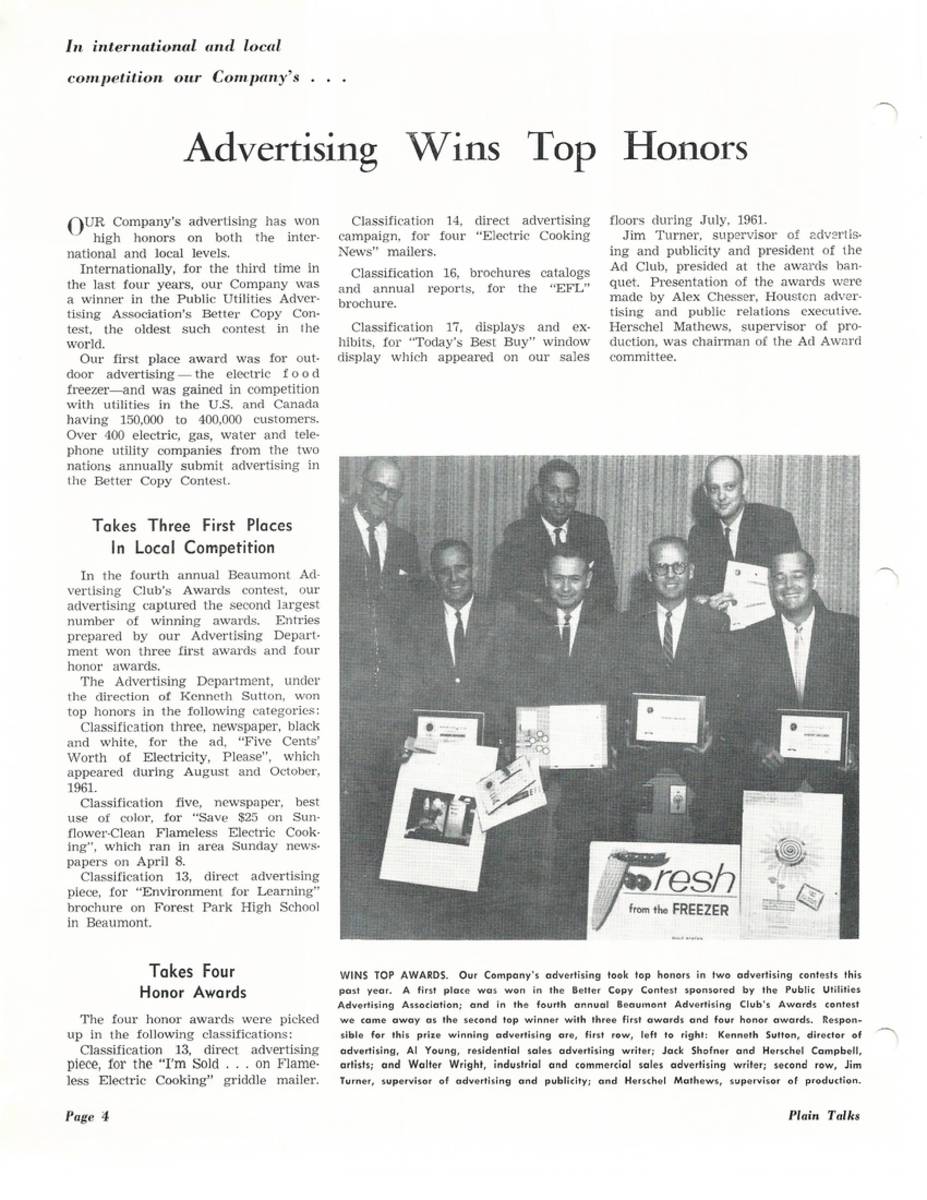 In international and local
competition our Company's . . .
Advertising Wins Top Honors
OUR Company's advertising has won
high honors on both the inter-
national and local levels.
Internationally, for the third time in
the last four years, our Company was
a winner in the Public Utilities Adver-
tising Association's Better Copy Con-
test, the oldest such contest in the
world.
Our first place award was for out-
door advertising — the electric food
freezer—and was gained in competition
with utilities in the U.S. and Canada
having 150,000 to 400,000 customers.
Over 400 electric, gas, water and tele-
phone utility companies from the two
nations annually submit advertising in
the Better Copy Contest.
Takes Three First Places
In Local Competition
In the fourth annual Beaumont Ad-
vertising Club's Awards contest, our
advertising captured the second largest
number of winning awards. Entries
prepared by our Advertising Depart-
ment won three first awards and four
honor awards.
The Advertising Department, under
the direction of Kenneth Sutton, won
top honors in the following categories:
Classification three, newspaper, black
and white, for the ad, "Five Cents'
Worth of Electricity, Please", which
appeared during August and October,
1961.
Classification five, newspaper, best
use of color, for "Save $25 on Sun-
flower-Clean Flameless Electric Cook-
ing", which ran in area Sunday news-
papers on April 8.
Classification 13, direct advertising
piece, for "Environment for Learning"
brochure on Forest Park High School
in Beaumont.
Takes Four
Honor Awards
The four honor awards were picked
up in the following classifications:
Classification 13, direct advertising
piece, for the "I'm Sold . . . on Flame-
less Electric Cooking" griddle mailer.
Classification 14, direct advertising
campaign, for four "Electric Cooking
News" mailers.
Classification 16, brochures catalogs
and annual reports, for the "EFL"
brochure.
Classification 17, displays and ex-
hibits, for "Today's Best Buy" window
display which appeared on our sales
floors during July, 1961.
Jim Turner, supervisor of advertis-
ing and publicity and president of the
Ad Club, presided at the awards ban-
quet. Presentation of the awards were
made by Alex Chesser, Houston adver-
tising and public relations executive.
Herschel Mathews, supervisor of pro-
duction, was chairman of the Ad Award
committee.
Fresh
from the FREEZER
GULF STATES
WINS TOP AWARDS. Our Company's advertising took top honors in two advertising contests this
past year. A first place was won in the Better Copy Contest sponsored by the Public Utilities
Advertising Association; and in the fourth annual Beaumont Advertising Club's Awards contest
we came away as the second top winner with three first awards and four honor awards. Respon-
sible for this prize winning advertising are, first row, left to right: Kenneth Sutton, director of
advertising, Al Young, residential sales advertising writer; Jack Shofner and Herschel Campbell,
artists; and Walter Wright, industrial and commercial sales advertising writer; second row, Jim
Turner, supervisor of advertising and publicity; and Herschel Mathews, supervisor of production.
Page 4
Plain Talks